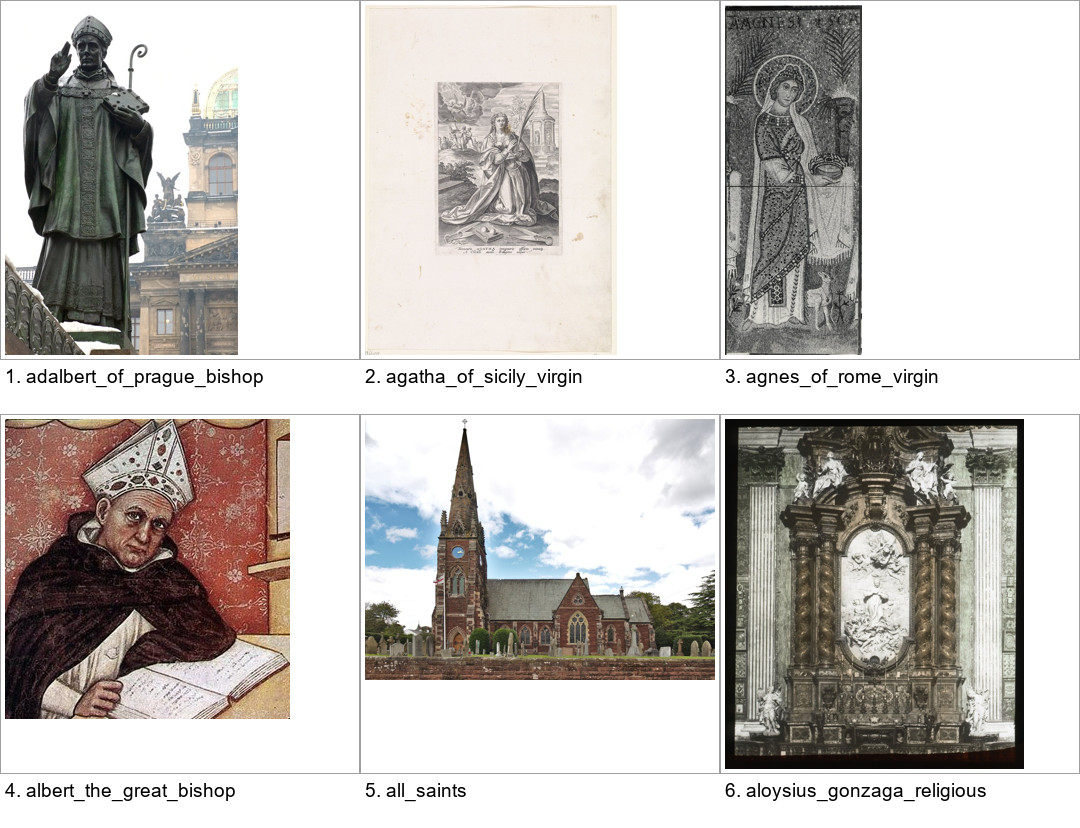 1. adalbert_of_prague_bishop
2. agatha_of_sicily_virgin
3. agnes_of_rome_virgin
4. albert_the_great_bishop
5. all_saints
6. aloysius_gonzaga_religious